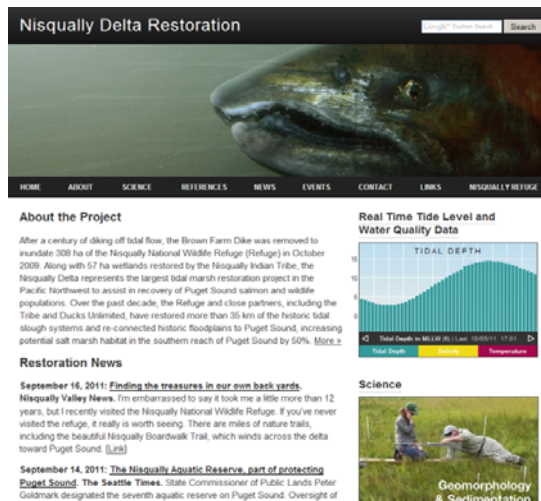 Nisqually Delta Restoration
Google™ Custom Search
Search
HOME ABOUT SCIENCE REFERENCES NEWS EVENTS CONTACT LINKS NISQUALLY REFUGE
About the Project
After a century of diking off tidal flow, the Brown Farm Dike was removed to
inundate 308 ha of the Nisqually National Wildlife Refuge (Refuge) in October
2009. Along with 57 ha wetlands restored by the Nisqually Indian Tribe, the
Nisqually Delta represents the largest tidal marsh restoration project in the
Pacific Northwest to assist in recovery of Puget Sound salmon and wildlife
populations. Over the past decade, the Refuge and close partners, including the
Tribe and Ducks Unlimited, have restored more than 35 km of the historic tidal
slough systems and re-connected historic floodplains to Puget Sound, increasing
potential salt marsh habitat in the southern reach of Puget Sound by 50%. More »
Restoration News
September 16, 2011: Finding the treasures in our own back yards.
Nisqually Valley News. I'm embarrassed to say it took me a little more than 12
years, but I recently visited the Nisqually National Wildlife Refuge. If you've never
visited the refuge, it really is worth seeing. There are miles of nature trails,
including the beautiful Nisqually Boardwalk Trail, which winds across the delta
toward Puget Sound. [Link]
September 14, 2011: The Nisqually Aquatic Reserve, part of protecting
Puget Sound. The Seattle Times. State Commissioner of Public Lands Peter
Goldmark designated the seventh aquatic reserve on Puget Sound. Oversight of
Real Time Tide Level and
Water Quality Data
TIDAL DEPTH
15
10
5
0
Tidal Depth in MLLW (ft) | Last: 10/05/11 17:01
Tidal Depth Salinity Temperature
Science
Geomorphology
& Sedimentation